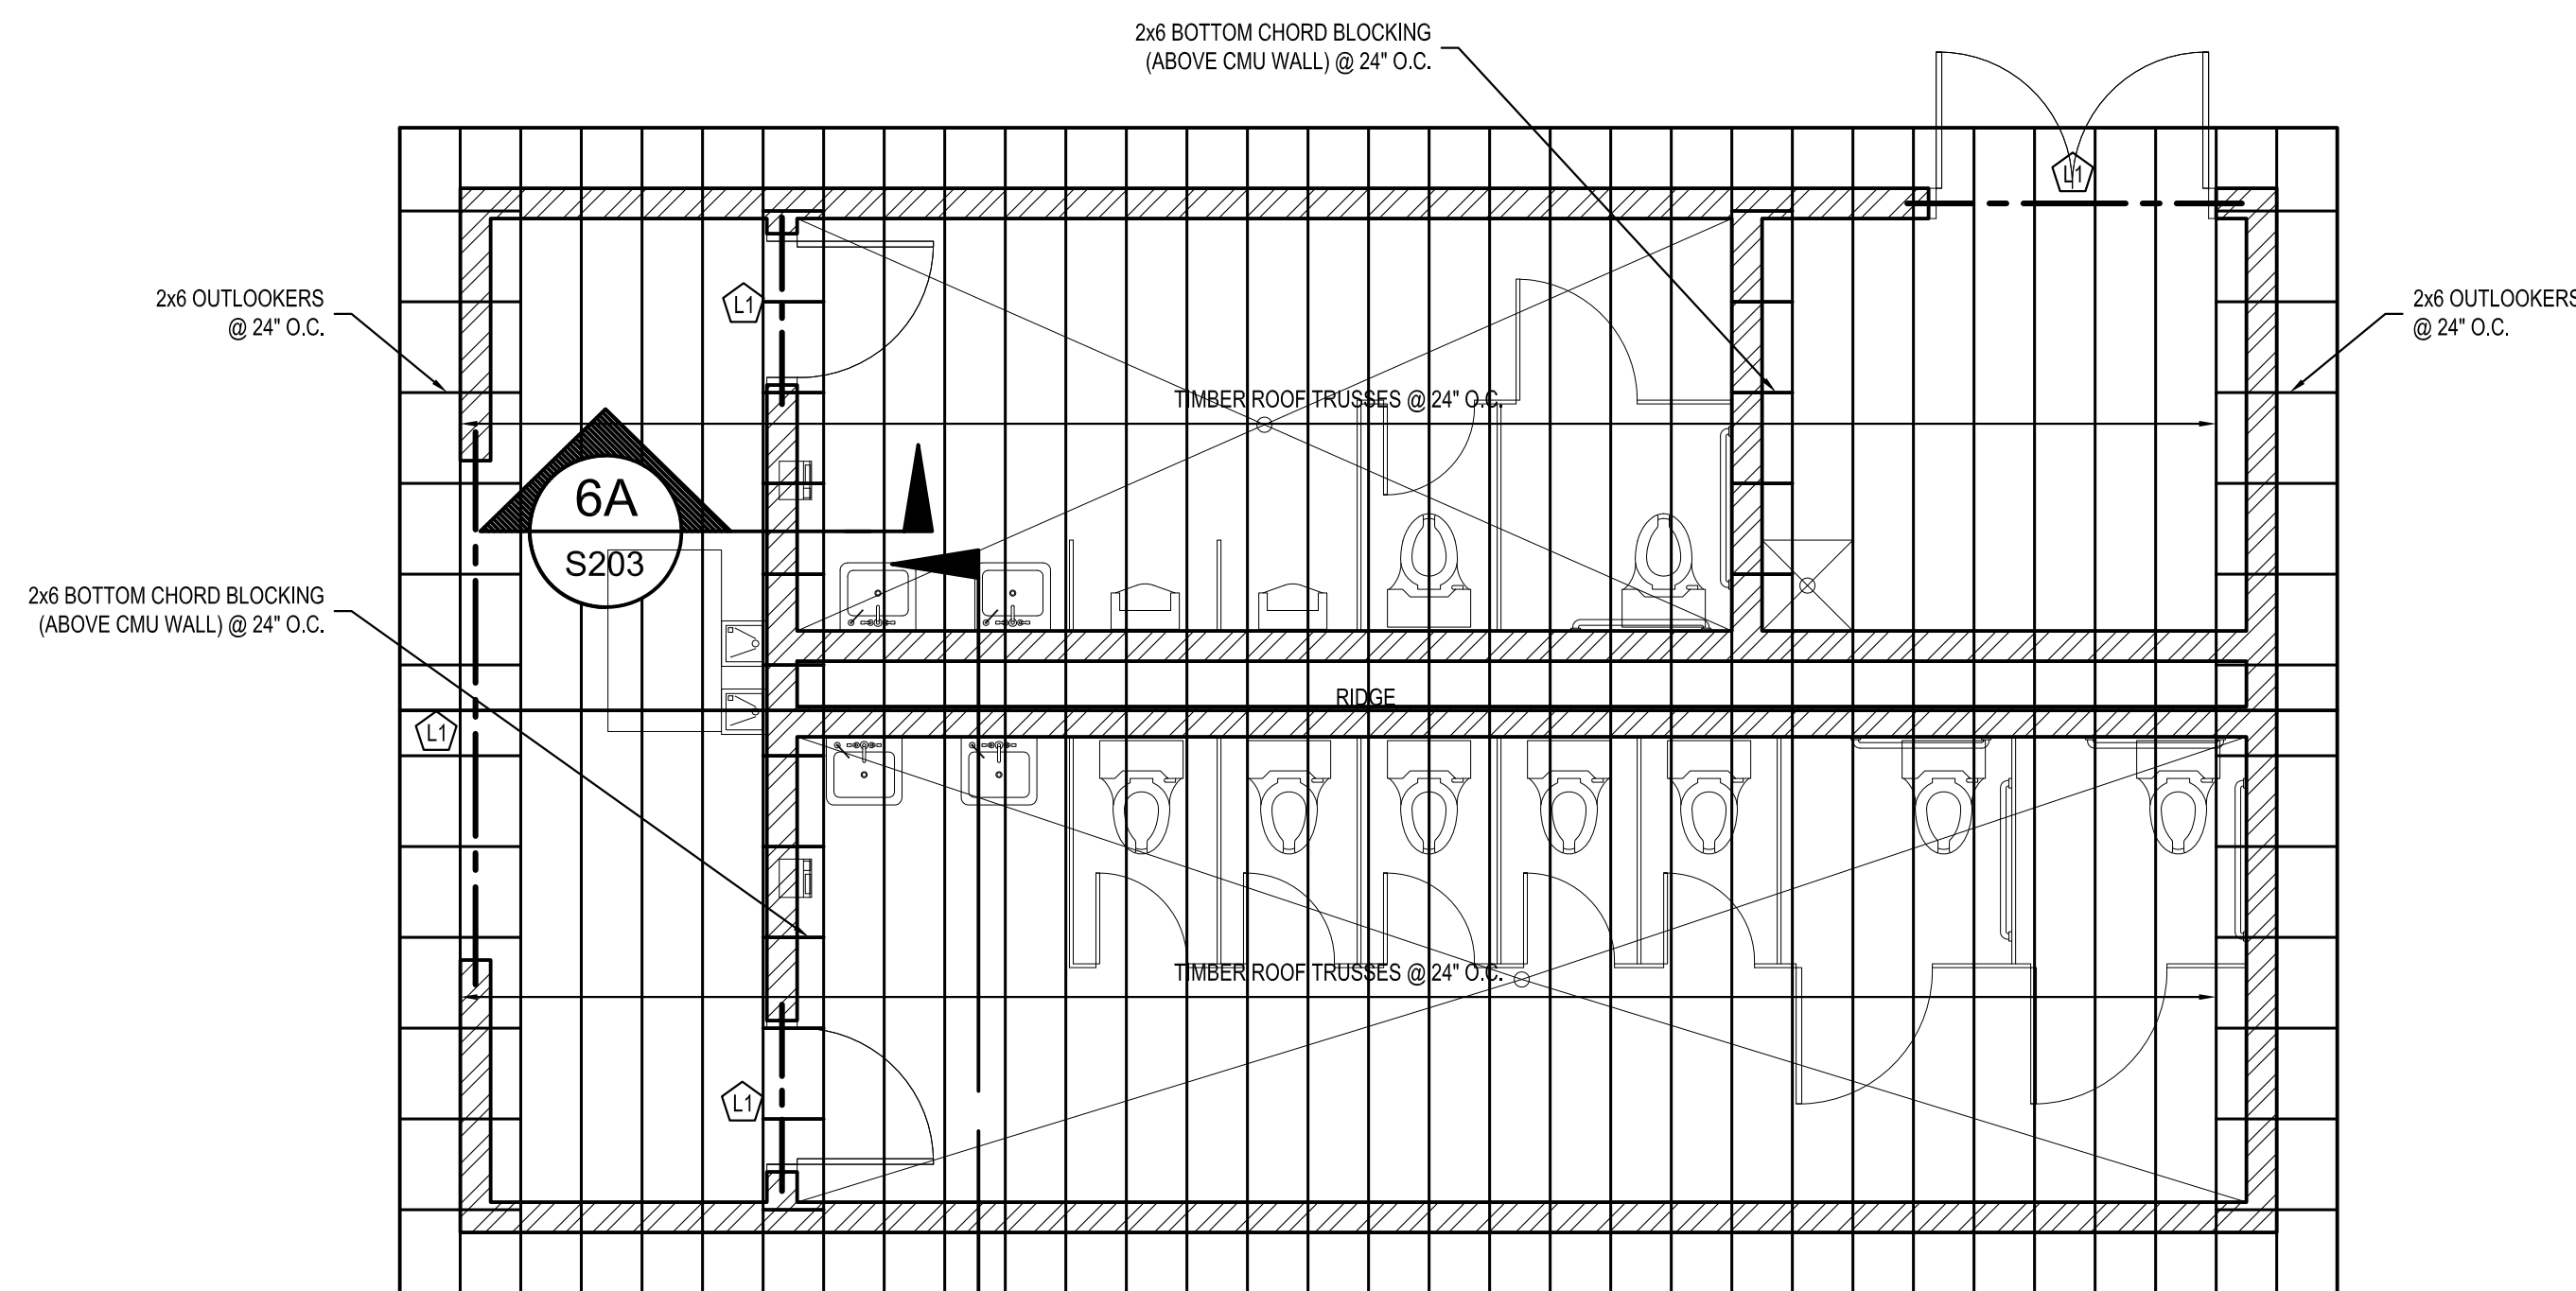 2x6 BOTTOM CHORD BLOCKING
(ABOVE CMU WALL) @ 24" O.C.
L1
2x6 OUTLOOKERS
@ 24" O.C.
L1
2x6 OUTLOOKERS
@ 24" O.C.
TIMBER ROOF TRUSSES @ 24" O.C.
6A
S203
2x6 BOTTOM CHORD BLOCKING
(ABOVE CMU WALL) @ 24" O.C.
RIDGE
L1
TIMBER ROOF TRUSSES @ 24" O.C.
L1